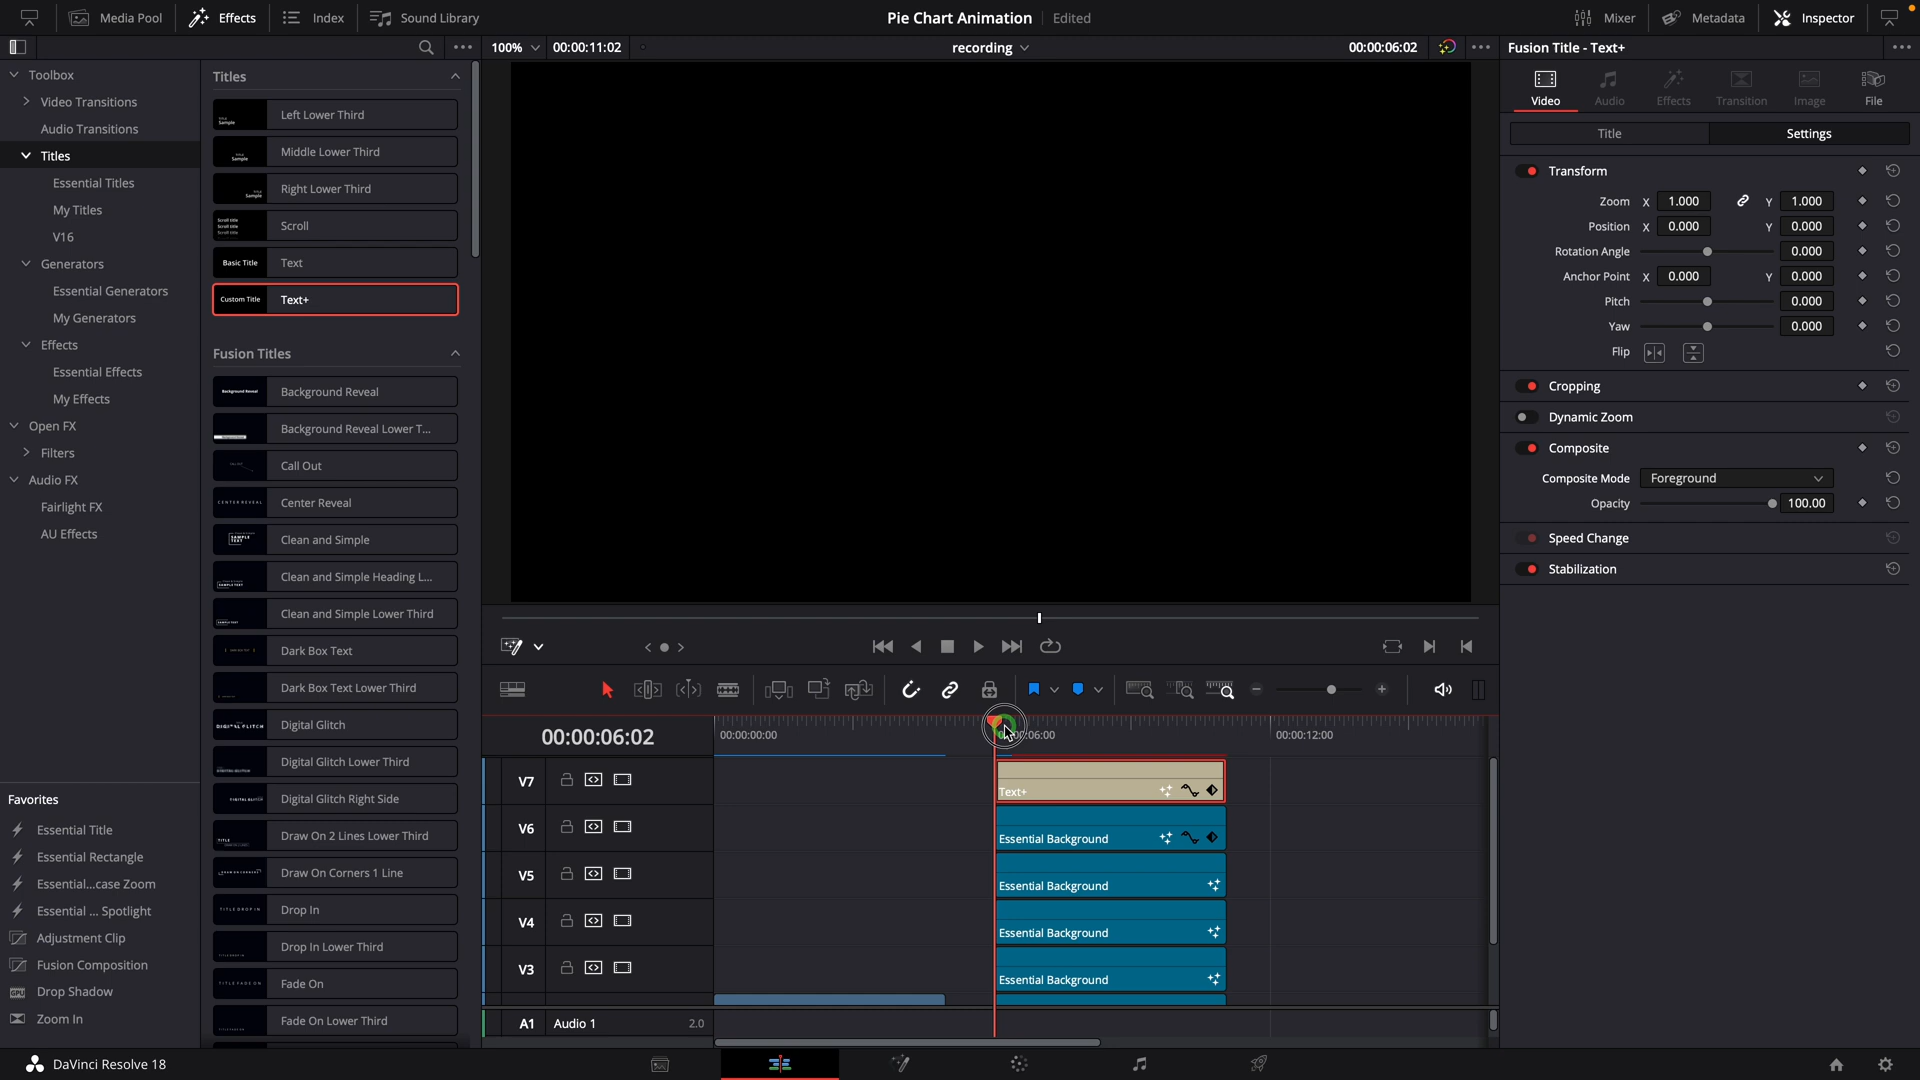 Media Pool
Effects
Index
Sound Library
Pie Chart Animation
Edited
Mixer
Metadata
Inspector
100%
00:00:11:02
recording
00:00:06:02
Fusion Title - Text+
Toolbox
Video Transitions
Audio Transitions
Titles
Essential Titles
My Titles
V16
Generators
Essential Generators
My Generators
Effects
Essential Effects
My Effects
Open FX
Filters
Audio FX
Fairlight FX
AU Effects
Favorites
Essential Title
Essential Rectangle
Essential...case Zoom
Essential ... Spotlight
Adjustment Clip
Fusion Composition
Drop Shadow
Zoom In
Titles
Left Lower Third
Middle Lower Third
Right Lower Third
Scroll
Basic Title
Text
Custom Title
Text+
Fusion Titles
Background Reveal
Background Reveal Lower T...
Call Out
Center Reveal
Clean and Simple
Clean and Simple Heading L...
Clean and Simple Lower Third
Dark Box Text
Dark Box Text Lower Third
Digital Glitch
Digital Glitch Lower Third
Digital Glitch Right Side
Draw On 2 Lines Lower Third
Draw On Corners 1 Line
Drop In
Drop In Lower Third
Fade On
Fade On Lower Third
00:00:06:02
00:00:00:00
06:00
00:00:12:00
V7
Text+
V6
Essential Background
V5
Essential Background
V4
Essential Background
V3
Essential Background
A1
Audio 1
2.0
Video
Audio
Effects
Transition
Image
File
Title
Settings
Transform
Zoom X 1.000 Y 1.000
Position X 0.000 Y 0.000
Rotation Angle 0.000
Anchor Point X 0.000 Y 0.000
Pitch 0.000
Yaw 0.000
Flip
Cropping
Dynamic Zoom
Composite
Composite Mode Foreground
Opacity 100.00
Speed Change
Stabilization
DaVinci Resolve 18